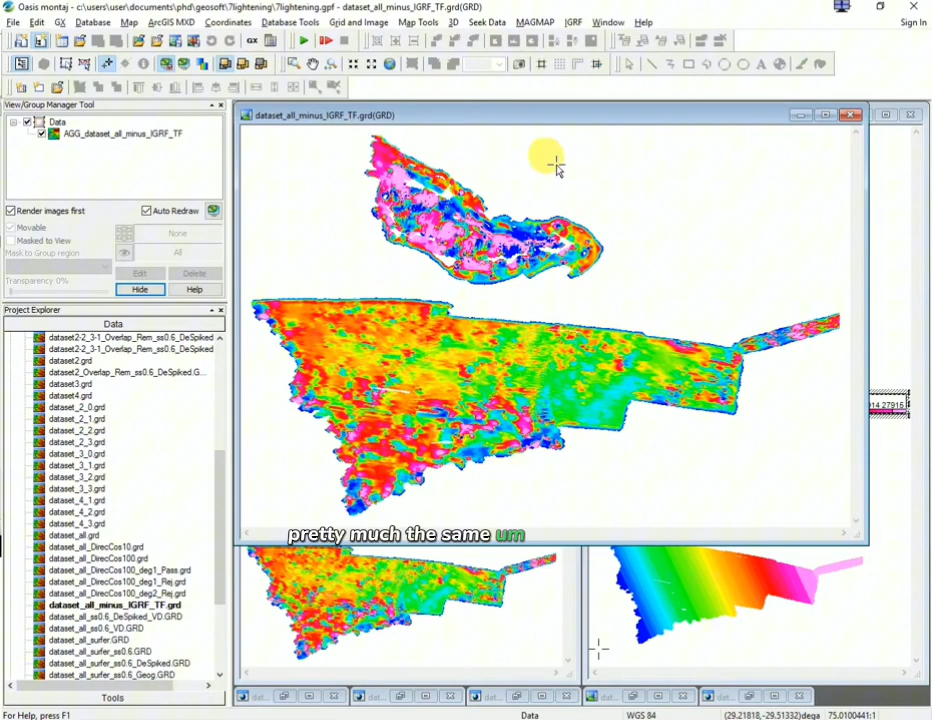 Oasis montaj - c:\users\user\documents\phd\geosoft\7lightening\7lightening.gpf - dataset_all_minus_IGRF_TF.grd(GRD)
File Edit GX Database Map ArcGIS MXD Coordinates Database Tools Grid and Image Map Tools 3D Seek Data MAGMAP IGRF Window Help Sign In
GX
View/Group Manager Tool
Data
AGG_dataset_all_minus_IGRF_TF
Render images first Auto Redraw
Movable None
Masked to View
Mask to Group region All
Transparency 0% Edit Delete
Hide Help
Project Explorer
Data
dataset2-2_3-1_Overlap_Rem_ss0.6_DeSpiked
dataset2-2_3-1_Overlap_Rem_ss0.6_DeSpiked
dataset2.grd
dataset2_Overlap_Rem_ss0.6_DeSpiked.G...
dataset3.grd
dataset4.grd
dataset_2_0.grd
dataset_2_1.grd
dataset_2_2.grd
dataset_2_3.grd
dataset_3_0.grd
dataset_3_1.grd
dataset_3_2.grd
dataset_3_3.grd
dataset_4_1.grd
dataset_4_2.grd
dataset_4_3.grd
dataset_all.grd
dataset_all_DirecCos10.grd
dataset_all_DirecCos100.grd
dataset_all_DirecCos100_deg1_Pass.grd
dataset_all_DirecCos100_deg1_Rej.grd
dataset_all_DirecCos100_deg2_Rej.grd
dataset_all_minus_IGRF_TF.grd
dataset_all_ss0.6_DeSpiked_VD.GRD
dataset_all_ss0.6_VD.GRD
dataset_all_surfer.GRD
dataset_all_surfer_ss0.6.GRD
dataset_all_surfer_ss0.6_DeSpiked.GRD
dataset_all_surfer_ss0.6_Geog.GRD
Tools
dataset_all_minus_IGRF_TF.grd(GRD)
914 27915
pretty much the same um
dat... dat... dat... dat... dat...
For Help, press F1 Data WGS 84 (29.21818,-29.51332)dega 75.0100441:1